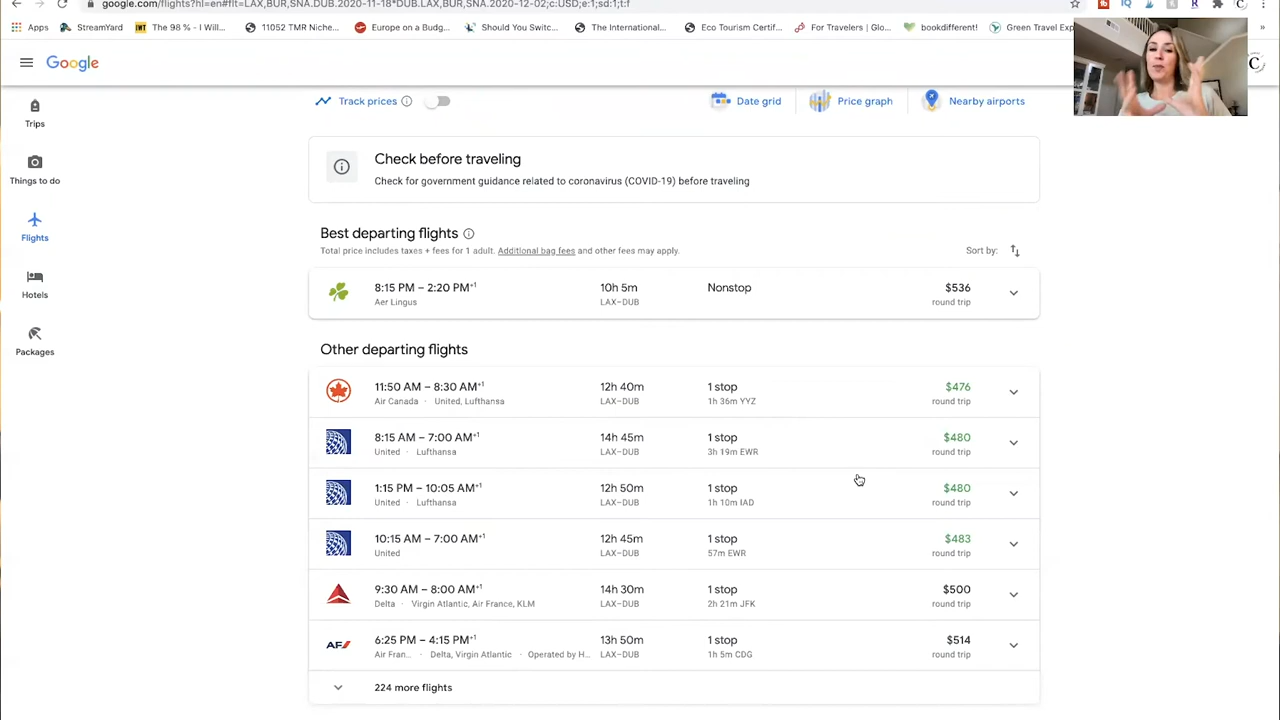 google.com/flights?hl=en#flt=LAX,BUR,SNA.DUB.2020-11-18*DUB.LAX,BUR,SNA.2020-12-02;c:USD;e:1;sd:1;t:f
Apps StreamYard IWT The 98 % - I Will... 11052 TMR Niche... Europe on a Budg... Should You Swit... The International... Eco Tourism Certif... For Travelers | Glo... bookdifferent! Green Travel Exp »
Google
C
Trips
Things to do
Flights
Hotels
Packages
Track prices
Date grid
Price graph
Nearby airports
Check before traveling
Check for government guidance related to coronavirus (COVID-19) before traveling
Best departing flights
Total price includes taxes + fees for 1 adult. Additional bag fees and other fees may apply.
Sort by:
8:15 PM – 2:20 PM+1 10h 5m Nonstop $536
Aer Lingus LAX–DUB round trip
Other departing flights
11:50 AM – 8:30 AM+1 12h 40m 1 stop $476
Air Canada · United, Lufthansa LAX–DUB 1h 36m YYZ round trip
8:15 AM – 7:00 AM+1 14h 45m 1 stop $480
United · Lufthansa LAX–DUB 3h 19m EWR round trip
1:15 PM – 10:05 AM+1 12h 50m 1 stop $480
United · Lufthansa LAX–DUB 1h 10m IAD round trip
10:15 AM – 7:00 AM+1 12h 45m 1 stop $483
United LAX–DUB 57m EWR round trip
9:30 AM – 8:00 AM+1 14h 30m 1 stop $500
Delta · Virgin Atlantic, Air France, KLM LAX–DUB 2h 21m JFK round trip
AF 6:25 PM – 4:15 PM+1 13h 50m 1 stop $514
Air Fran... · Delta, Virgin Atlantic · Operated by H... LAX–DUB 1h 5m CDG round trip
224 more flights